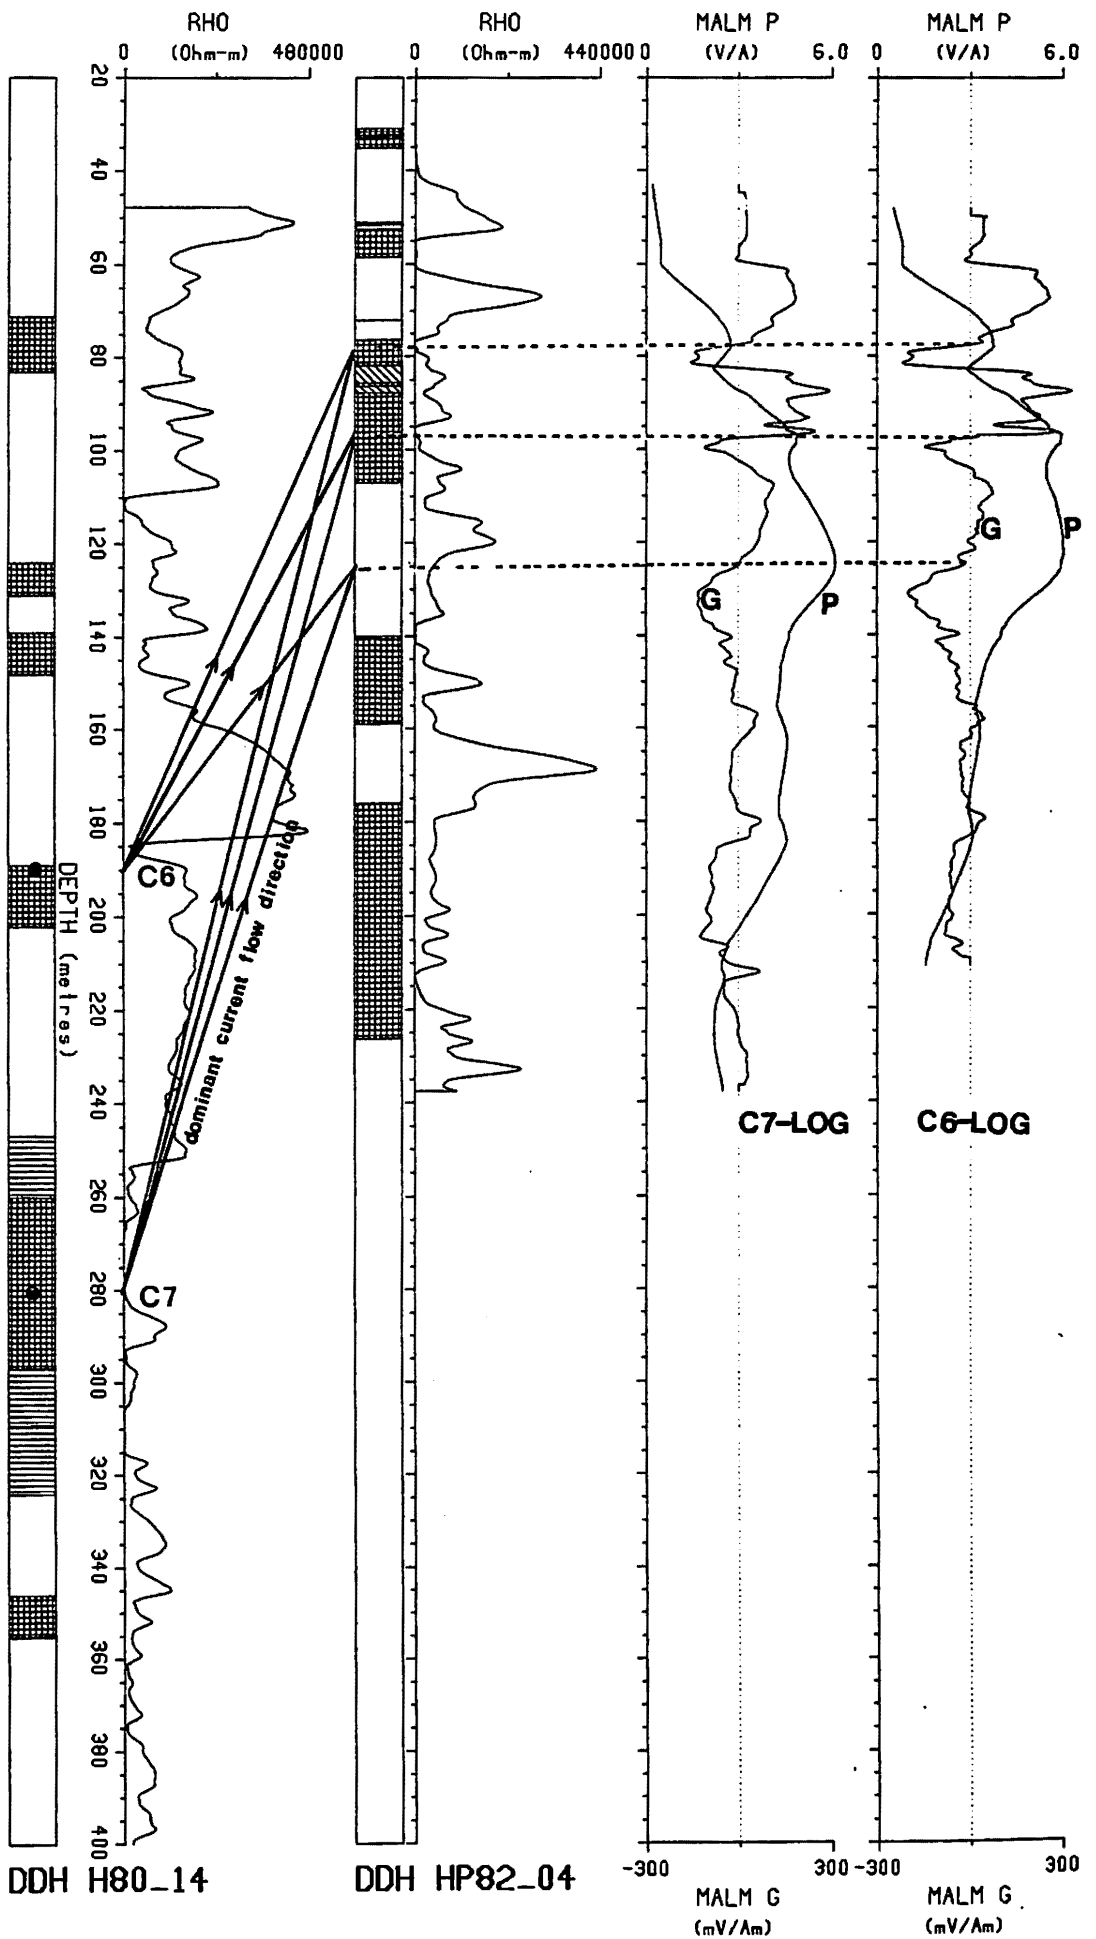 RHO RHO MALM P MALM P
(Ohm-m) (Ohm-m) (V/A) (V/A)
0 480000 0 440000 0 6.0 0 6.0
20
40
60
80
100
120
140
160
180
200
220
240
260
280
300
320
340
360
380
400
DEPTH (metres)
G P
G P
C6
dominant current flow direction
C7-LOG C6-LOG
C7
-300 300 -300 300
DDH H80_14 DDH HP82_04
MALM G MALM G
(mV/Am) (mV/Am)